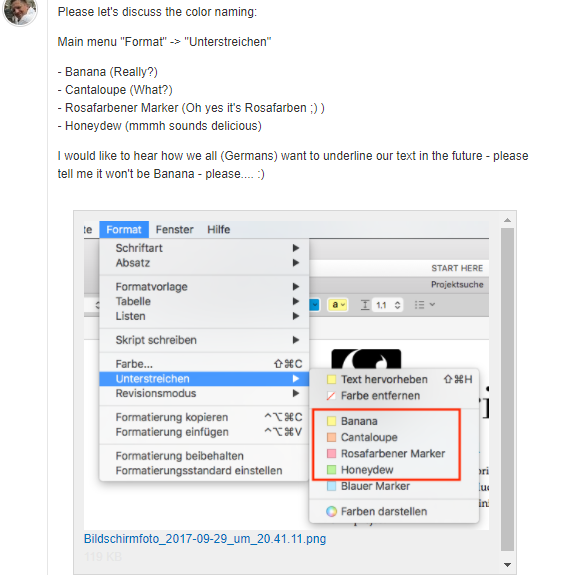 Please let's discuss the color naming:
Main menu "Format" -> "Unterstreichen"
- Banana (Really?)
- Cantaloupe (What?)
- Rosafarbener Marker (Oh yes it's Rosafarben ;) )
- Honeydew (mmmh sounds delicious)
I would like to hear how we all (Germans) want to underline our text in the future - please
tell me it won't be Banana - please.... :)
te Format Fenster Hilfe
Schriftart
Absatz
START HERE
Projektsuche
Formatvorlage
Tabelle
a 1.1
Listen
Skript schreiben
Farbe... ⇧⌘C
Unterstreichen
Revisionsmodus
Text hervorheben ⇧⌘H
Farbe entfernen
Formatierung kopieren ^⌥⌘C
Formatierung einfügen ^⌥⌘V
Banana
Cantaloupe
Rosafarbener Marker
Honeydew
Blauer Marker
Formatierung beibehalten
Formatierungsstandard einstellen
Farben darstellen
Bildschirmfoto_2017-09-29_um_20.41.11.png
119 KB